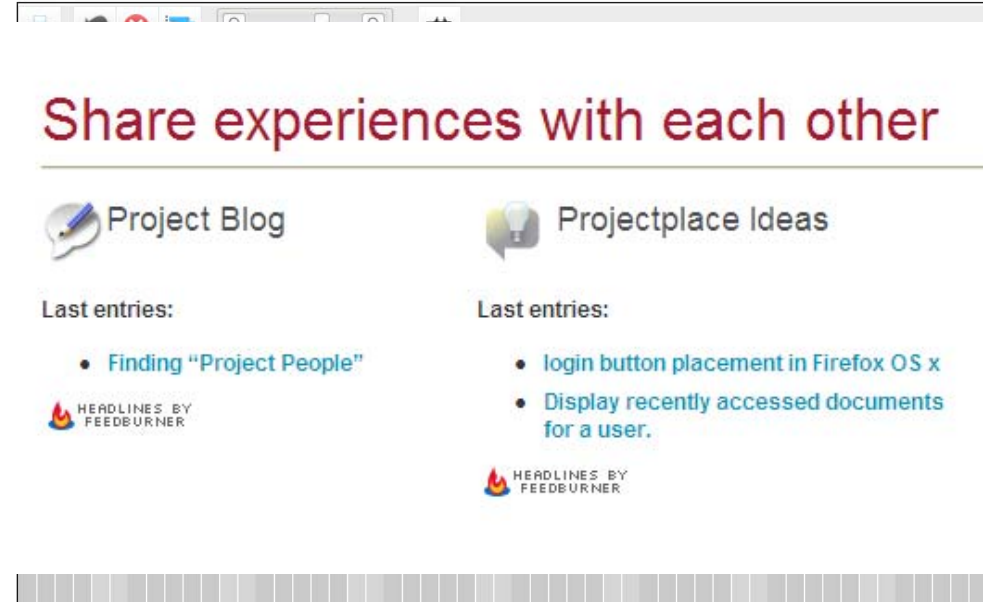 Share experiences with each other
Project Blog
Last entries:
• Finding “Project People”
HEADLINES BY
FEEDBURNER
Projectplace Ideas
Last entries:
• login button placement in Firefox OS x
• Display recently accessed documents
for a user.
HEADLINES BY
FEEDBURNER